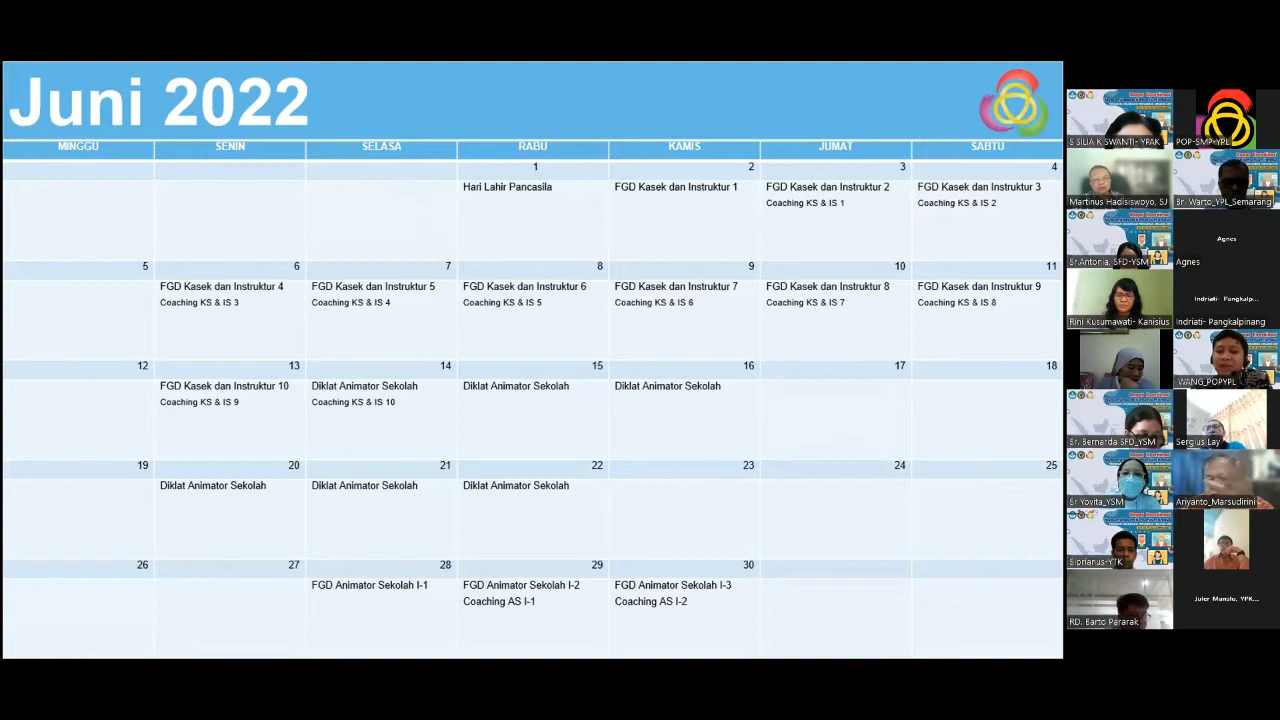 Juni 2022
MINGGU SENIN SELASA RABU KAMIS JUMAT SABTU
1 2 3 4
Hari Lahir Pancasila FGD Kasek dan Instruktur 1 FGD Kasek dan Instruktur 2 FGD Kasek dan Instruktur 3
Coaching KS & IS 1 Coaching KS & IS 2
5 6 7 8 9 10 11
FGD Kasek dan Instruktur 4 FGD Kasek dan Instruktur 5 FGD Kasek dan Instruktur 6 FGD Kasek dan Instruktur 7 FGD Kasek dan Instruktur 8 FGD Kasek dan Instruktur 9
Coaching KS & IS 3 Coaching KS & IS 4 Coaching KS & IS 5 Coaching KS & IS 6 Coaching KS & IS 7 Coaching KS & IS 8
12 13 14 15 16 17 18
FGD Kasek dan Instruktur 10 Diklat Animator Sekolah Diklat Animator Sekolah Diklat Animator Sekolah
Coaching KS & IS 9 Coaching KS & IS 10
19 20 21 22 23 24 25
Diklat Animator Sekolah Diklat Animator Sekolah Diklat Animator Sekolah
26 27 28 29 30
FGD Animator Sekolah I-1 FGD Animator Sekolah I-2 FGD Animator Sekolah I-3
Coaching AS I-1 Coaching AS I-2
S SILIA K SWANTI- YPAK POP-SMP-YPL
Martinus Hadisiswoyo, SJ Br. Warto_YPL_Semarang
Agnes
Sr.Antonia, SFD-YSM Agnes
Indriati- Pangkalp...
Rini Kusumawati- Kanisius Indriati- Pangkalpinang
WANG_POPYPL
Sr. Bernarda SFD_YSM Sergius Lay
Sr Yovita_YSM Ariyanto_Marsudirini
Siprianus-YTK
RD. Barto Pararak